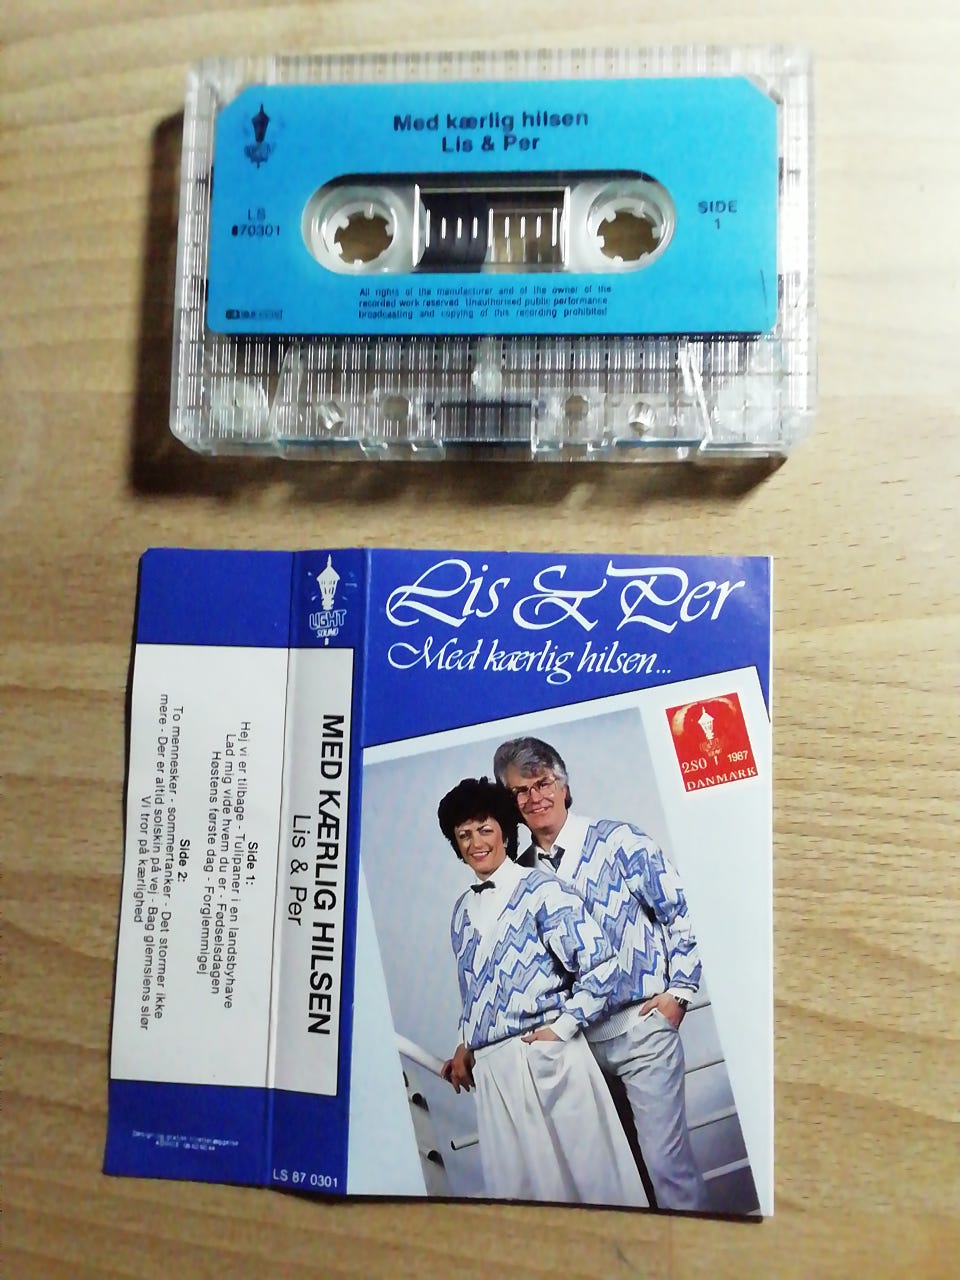 Med kærlig hilsen
Lis & Per
LS
870301
SIDE
1
All rights of the manufacturer and of the owner of the
recorded work reserved Unauthorised public performance
broadcasting and copying of this recording prohibited
Lis & Per
Med kærlig hilsen...
1987
280
DANMARK
LIGHT
SOUND
MED KÆRLIG HILSEN
Lis & Per
LS 87 0301
Side 1:
Hej vi er tilbage - Tulipaner i en landsbyhave
Lad mig vide hvem du er - Fødselsdagen
Høstens første dag - Forglemmigej
Side 2:
To mennesker - sommertanker - Det stormer ikke
mere - Der er altid solskin på vej - Bag glemslens slør
Vi tror på kærlighed